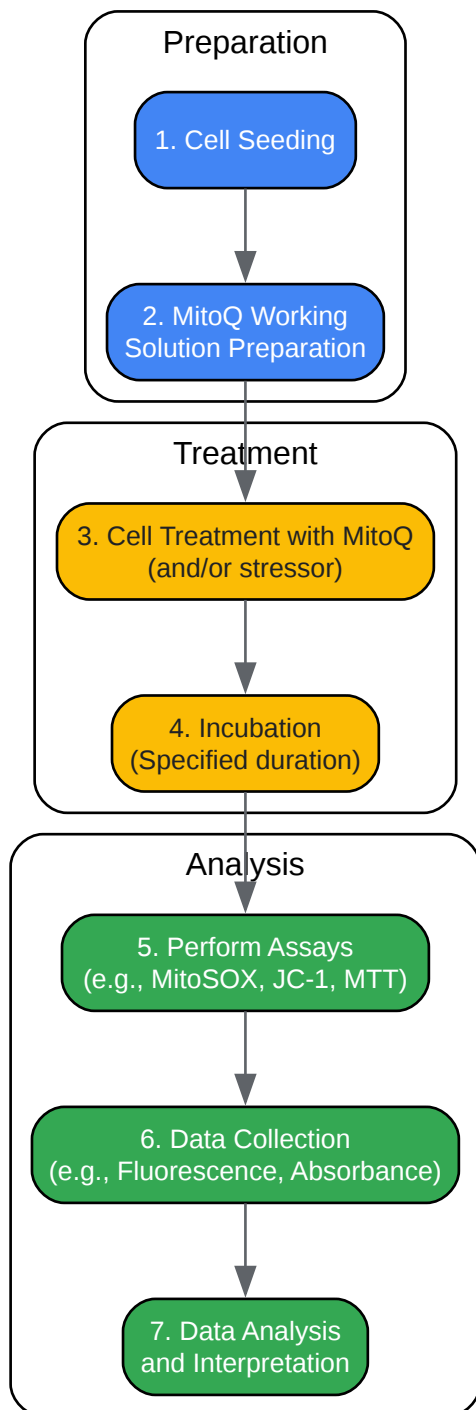 Preparation
1. Cell Seeding
2. MitoQ Working
Solution Preparation
Treatment
3. Cell Treatment with MitoQ
(and/or stressor)
4. Incubation
(Specified duration)
Analysis
5. Perform Assays
(e.g., MitoSOX, JC-1, MTT)
6. Data Collection
(e.g., Fluorescence, Absorbance)
7. Data Analysis
and Interpretation